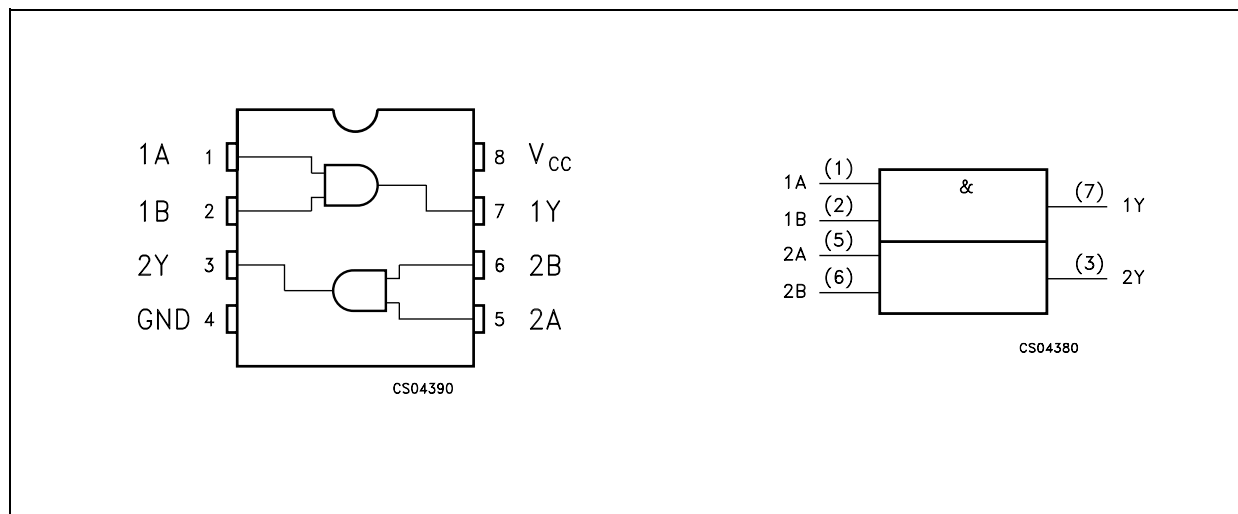 1A 1 8 VCC
1B 2 7 1Y
2Y 3 6 2B
GND 4 5 2A
CS04390
&
1A (1) (7) 1Y
1B (2)
2A (5) (3) 2Y
2B (6)
CS04380